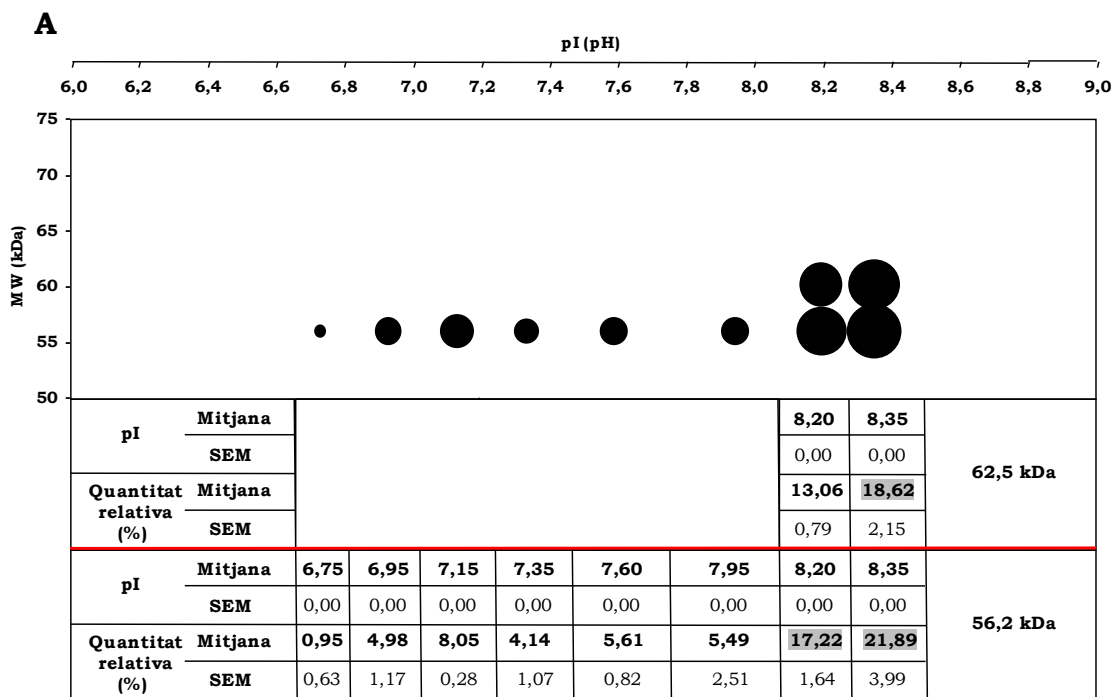 A
pI (pH)
6,0 6,2 6,4 6,6 6,8 7,0 7,2 7,4 7,6 7,8 8,0 8,2 8,4 8,6 8,8 9,0
75
70
65
60
55
50
MW (kDa)
pI Mitjana 8,20 8,35
SEM 0,00 0,00
62,5 kDa
Quantitat relativa (%) Mitjana 13,06 18,62
SEM 0,79 2,15
pI Mitjana 6,75 6,95 7,15 7,35 7,60 7,95 8,20 8,35
SEM 0,00 0,00 0,00 0,00 0,00 0,00 0,00 0,00
56,2 kDa
Quantitat relativa (%) Mitjana 0,95 4,98 8,05 4,14 5,61 5,49 17,22 21,89
SEM 0,63 1,17 0,28 1,07 0,82 2,51 1,64 3,99